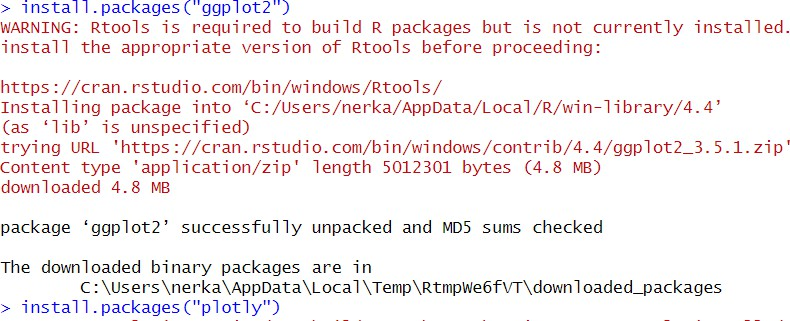 > install.packages("ggplot2")
WARNING: Rtools is required to build R packages but is not currently installed.
install the appropriate version of Rtools before proceeding:
https://cran.rstudio.com/bin/windows/Rtools/
Installing package into ‘C:/Users/nerka/AppData/Local/R/win-library/4.4’
(as ‘lib’ is unspecified)
trying URL 'https://cran.rstudio.com/bin/windows/contrib/4.4/ggplot2_3.5.1.zip'
Content type 'application/zip' length 5012301 bytes (4.8 MB)
downloaded 4.8 MB
package ‘ggplot2’ successfully unpacked and MD5 sums checked
The downloaded binary packages are in
C:\Users\nerka\AppData\Local\Temp\RtmpWe6fVT\downloaded_packages
> install.packages("plotly")